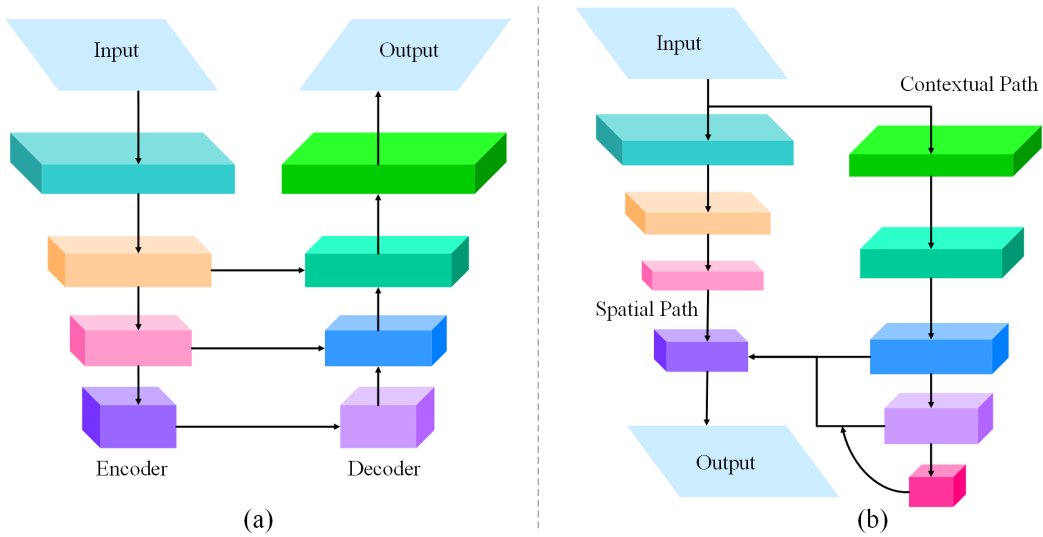 Input
Output
Encoder
Decoder
(a)
Input
Contextual Path
Spatial Path
Output
(b)